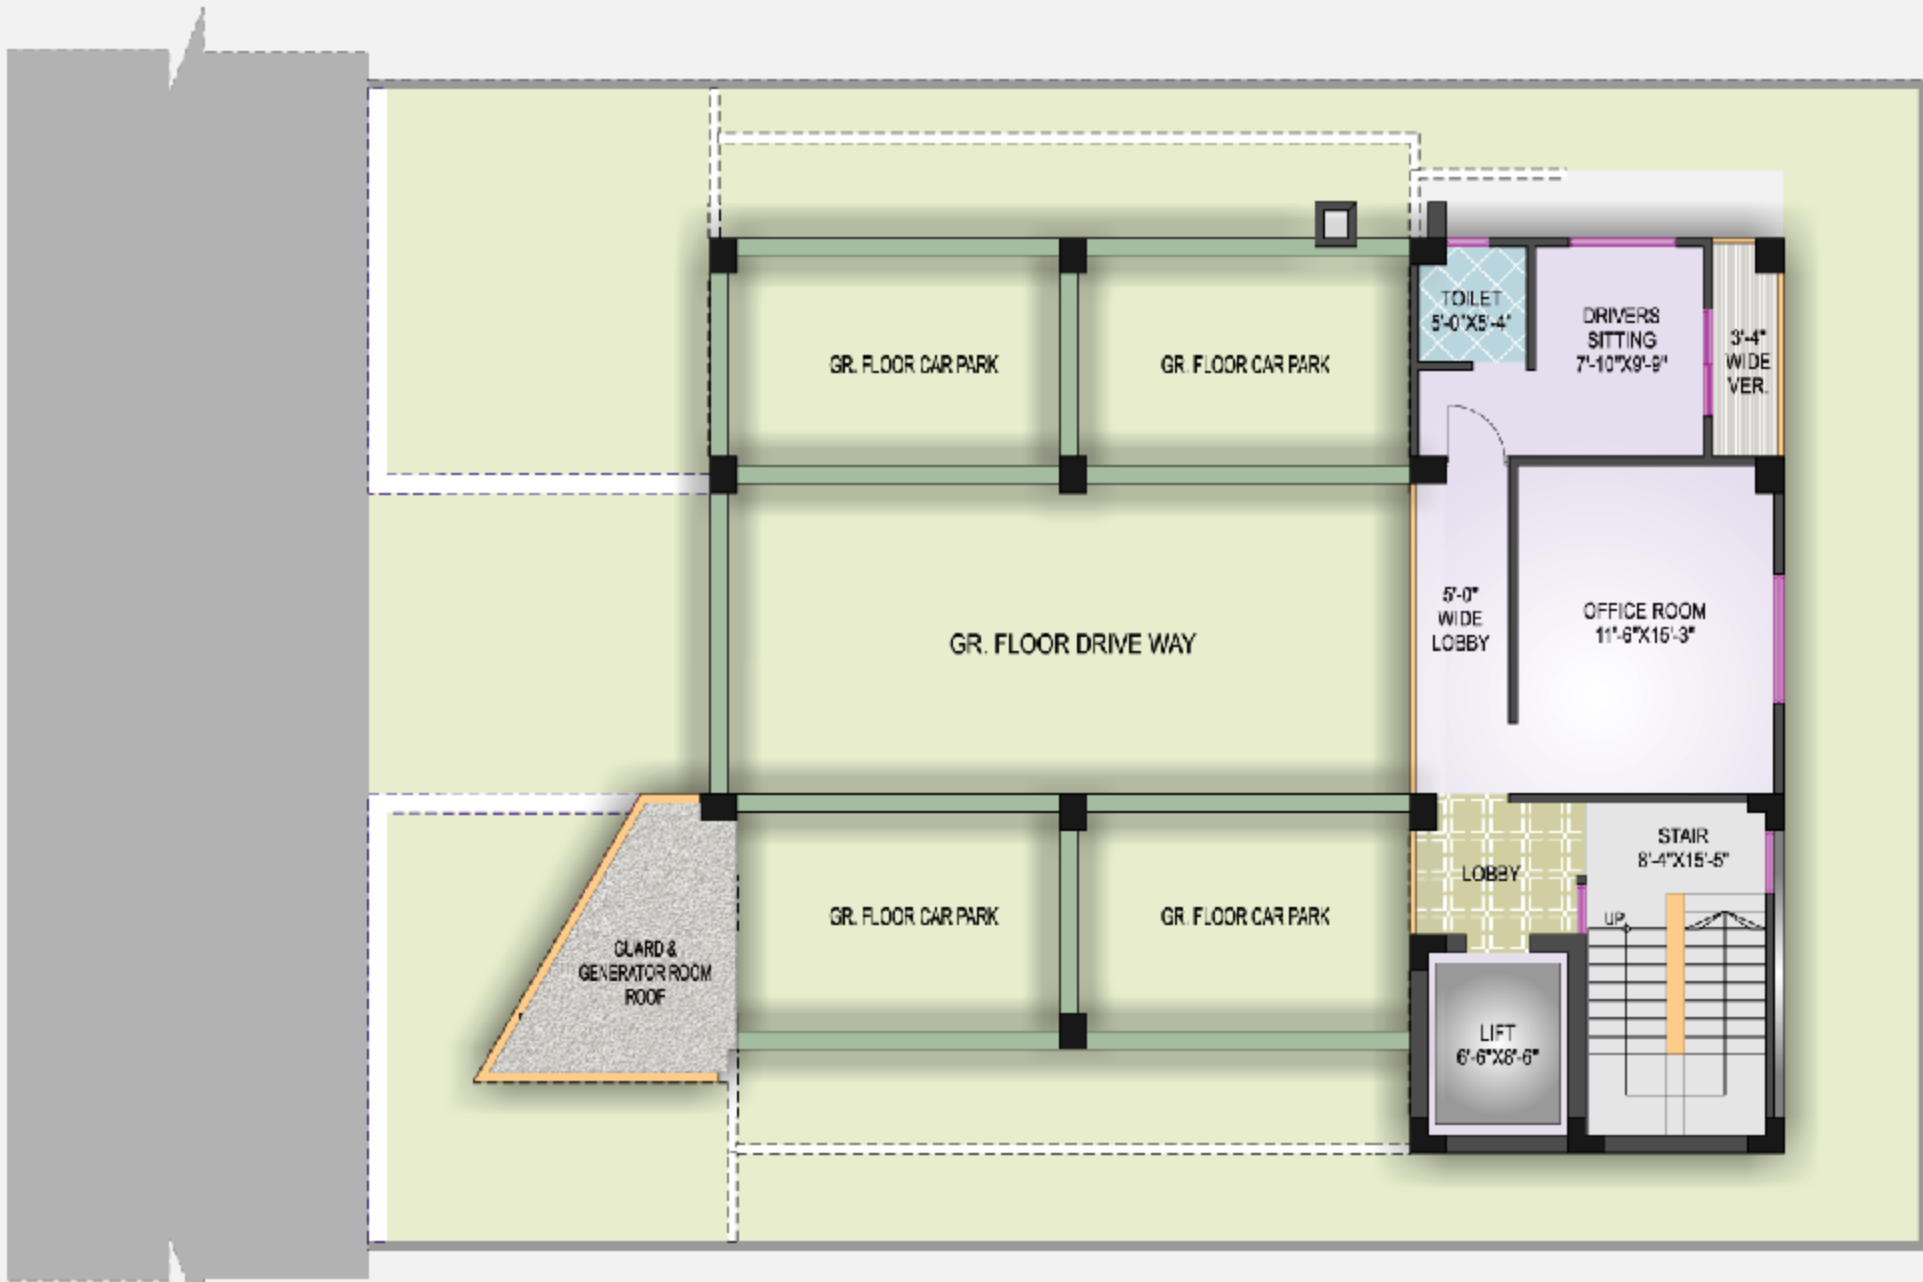 TOILET
5'-0"X5'-4"
DRIVERS
SITTING
7'-10"X9'-9"
3'-4"
WIDE
VER.
GR. FLOOR CAR PARK
GR. FLOOR CAR PARK
5'-0"
WIDE
LOBBY
OFFICE ROOM
11'-6"X15'-3"
GR. FLOOR DRIVE WAY
STAIR
8'-4"X15'-5"
LOBBY
UP
GR. FLOOR CAR PARK
GR. FLOOR CAR PARK
GUARD &
GENERATOR ROOM
ROOF
LIFT
6'-6"X8'-6"